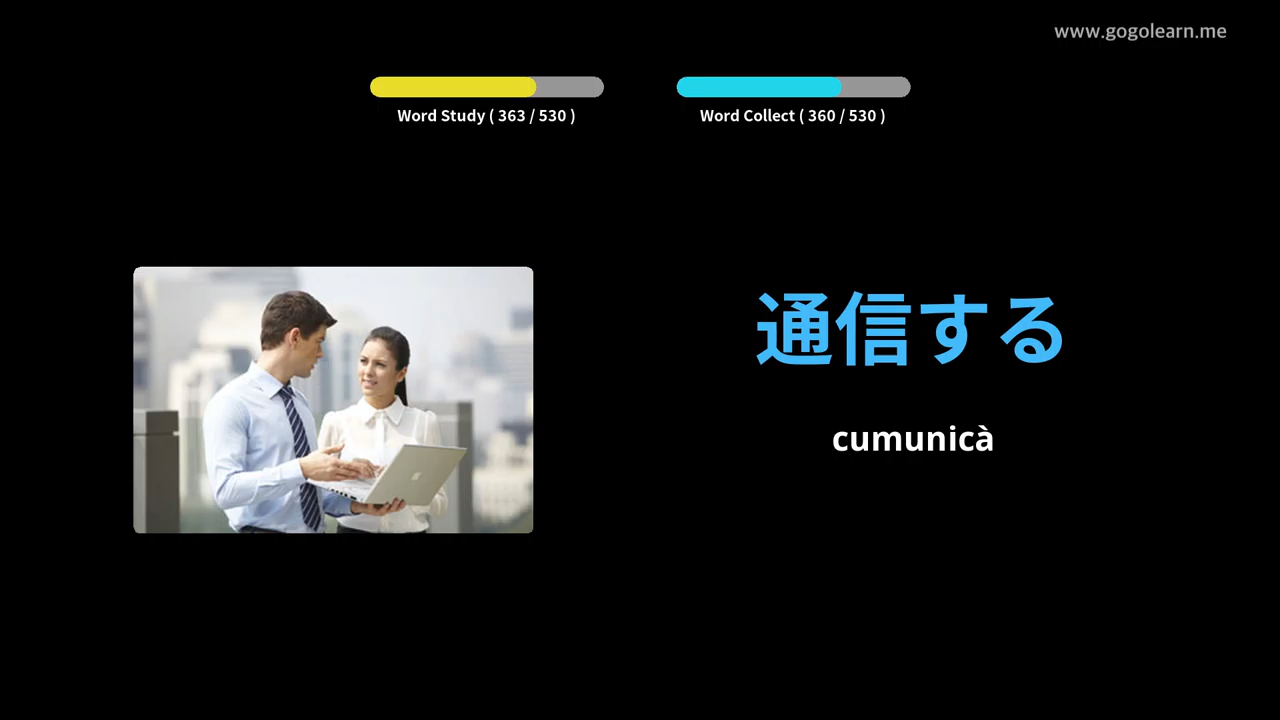 www.gogolearn.me
Word Study ( 363 / 530 )
Word Collect ( 360 / 530 )
通信する
cumunicà